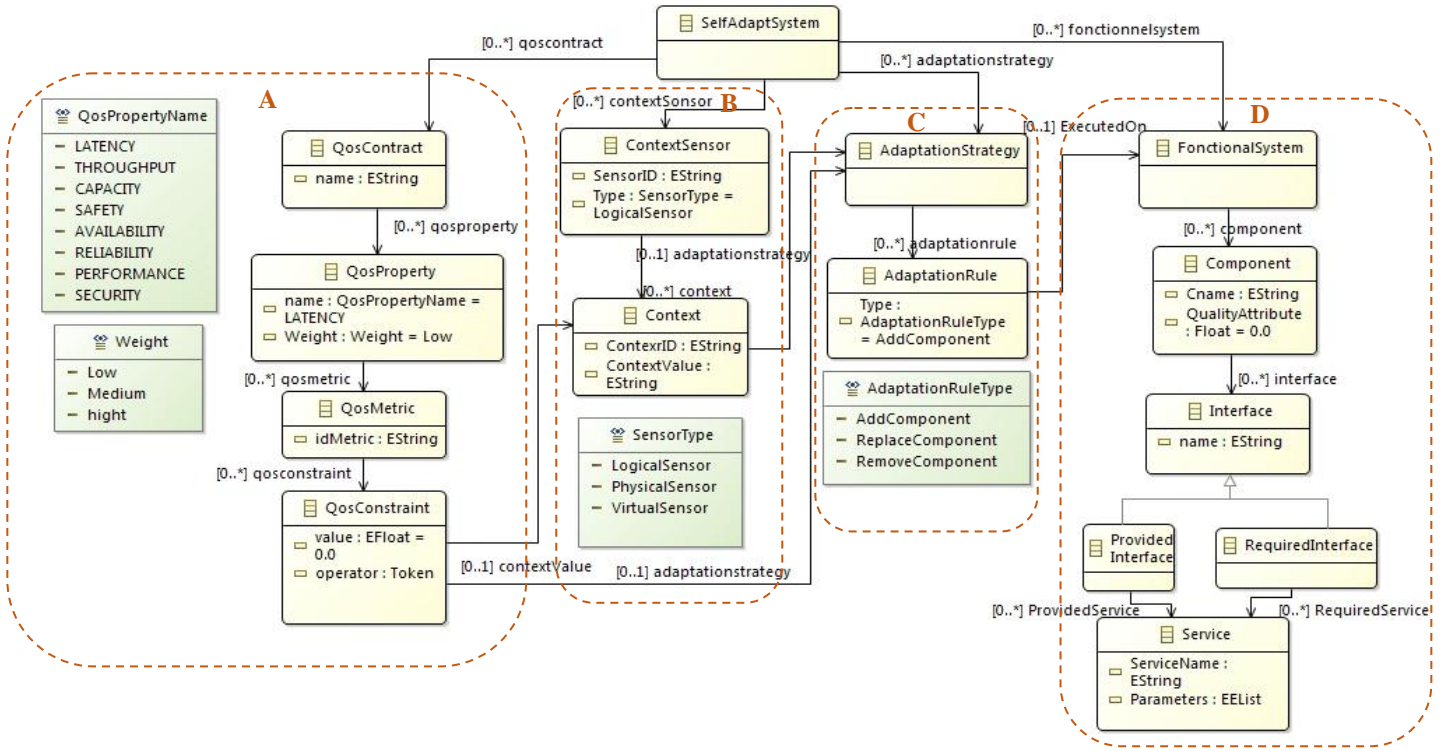 SelfAdaptSystem
[0..*] qoscontract
[0..*] fonctionnelsystem
[0..*] adaptationstrategy
[0..*] contextSonsor
A
B
C
D
QosPropertyName
LATENCY
THROUGHPUT
CAPACITY
SAFETY
AVAILABILITY
RELIABILITY
PERFORMANCE
SECURITY
Weight
Low
Medium
hight
QosContract
name : EString
[0..*] qosproperty
QosProperty
name : QosPropertyName =
LATENCY
Weight : Weight = Low
[0..*] qosmetric
QosMetric
idMetric : EString
[0..*] qosconstraint
QosConstraint
value : EFloat =
0.0
operator : Token
[0..1] contextValue
[0..1] adaptationstrategy
ContextSensor
SensorID : EString
Type : SensorType =
LogicalSensor
[0..1] adaptationstrategy
[0..*] context
Context
ContexrID : EString
ContextValue :
EString
SensorType
LogicalSensor
PhysicalSensor
VirtualSensor
AdaptationStrategy
[0..*] adaptationrule
AdaptationRule
Type :
AdaptationRuleType
= AddComponent
AdaptationRuleType
AddComponent
ReplaceComponent
RemoveComponent
[0..1] ExecutedOn
FonctionalSystem
[0..*] component
Component
Cname : EString
QualityAttribute
: Float = 0.0
[0..*] interface
Interface
name : EString
Provided
Interface
RequiredInterface
[0..*] ProvidedService
[0..*] RequiredService
Service
ServiceName :
EString
Parameters : EEList